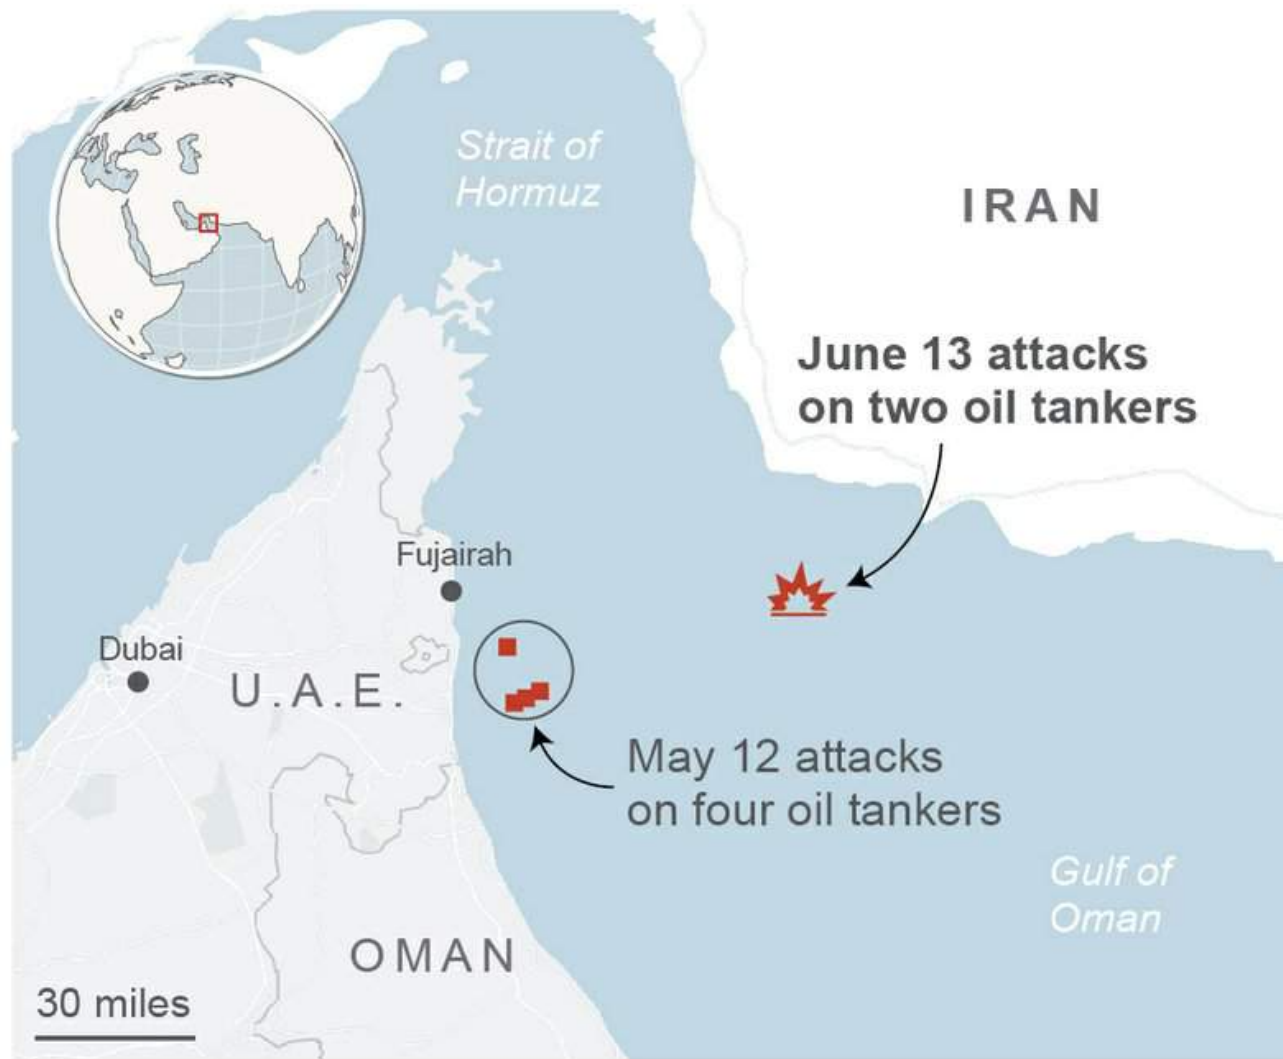 Strait of
Hormuz
IRAN
June 13 attacks
on two oil tankers
Fujairah
Dubai
U.A.E.
May 12 attacks
on four oil tankers
Gulf of
Oman
OMAN
30 miles